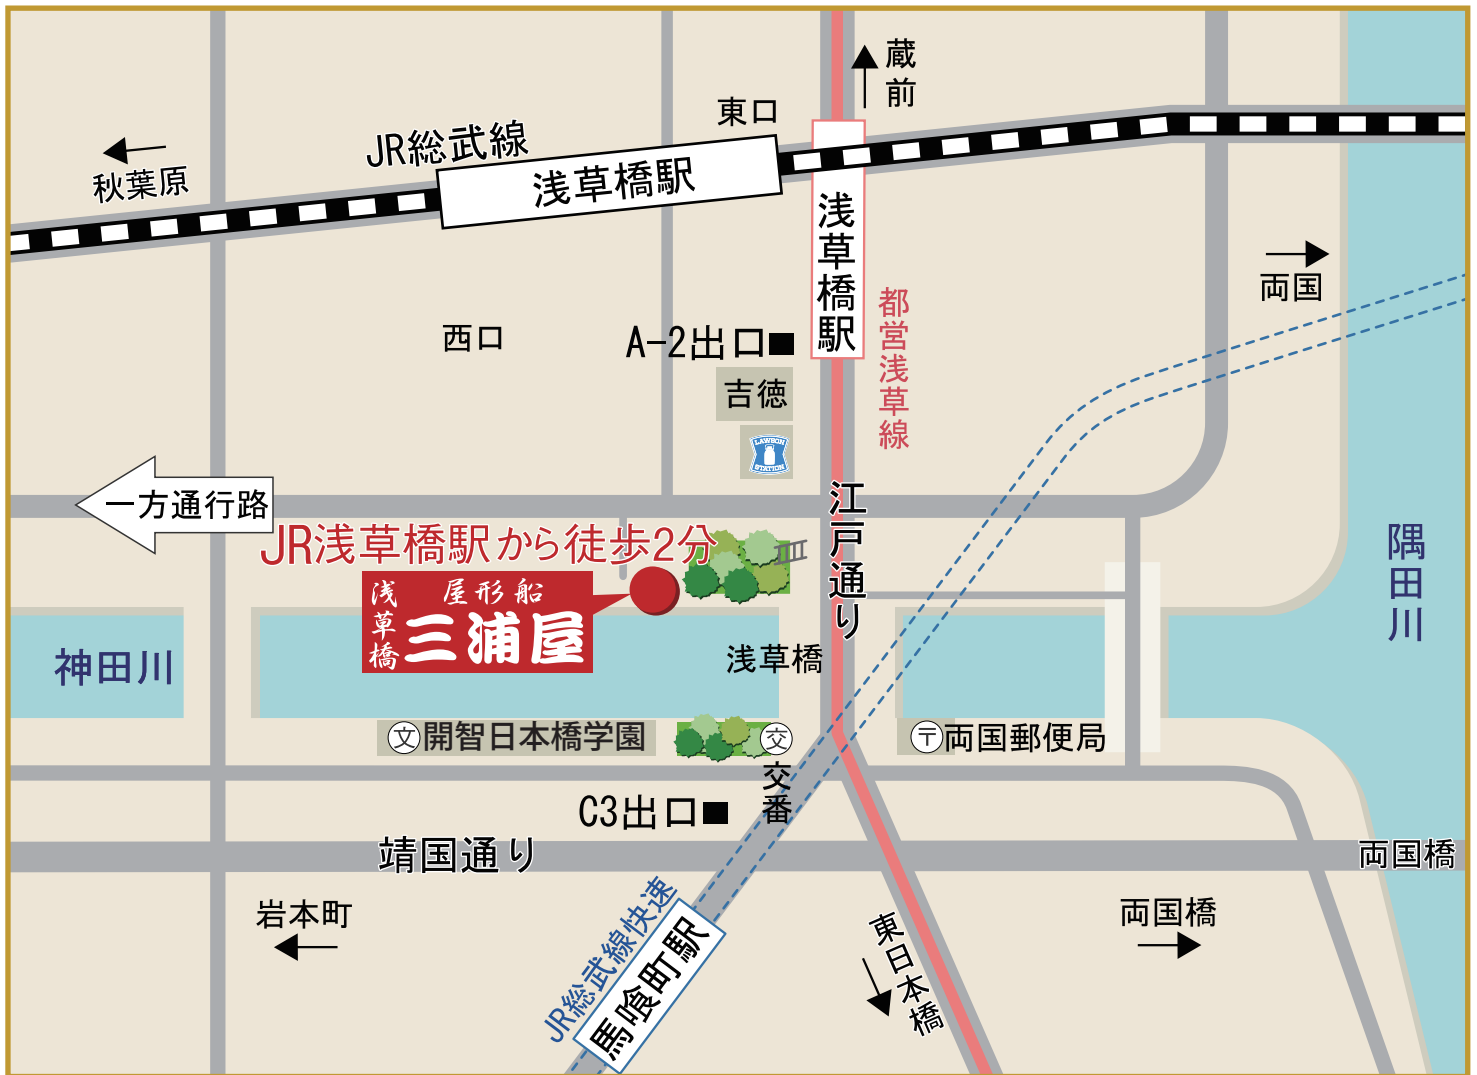 蔵前
東口
JR総武線
秋葉原
浅草橋駅
浅草橋駅
両国
都営浅草線
西口
A-2出口
吉徳
LAWSON
STATION
一方通行路
江戸通り
JR浅草橋駅から徒歩2分
隅田川
浅草橋
屋形船
三浦屋
神田川
浅草橋
文
開智日本橋学園
交
交番
〒
両国郵便局
C3出口
靖国通り
両国橋
岩本町
JR総武線快速
馬喰町駅
東日本橋
両国橋